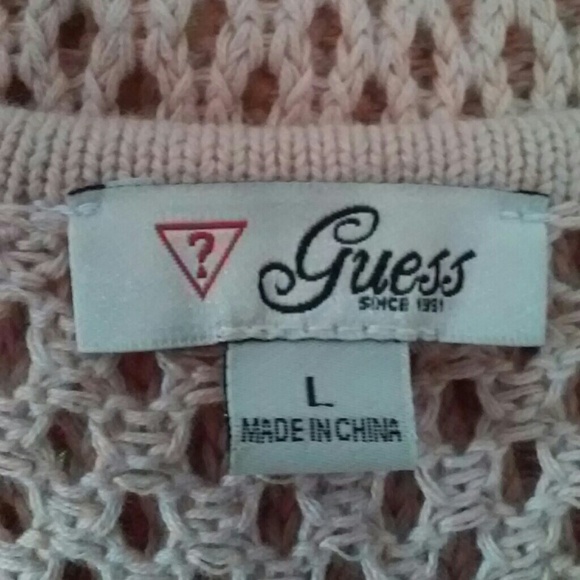 ?
Guess
SINCE 1981
L
MADE IN CHINA